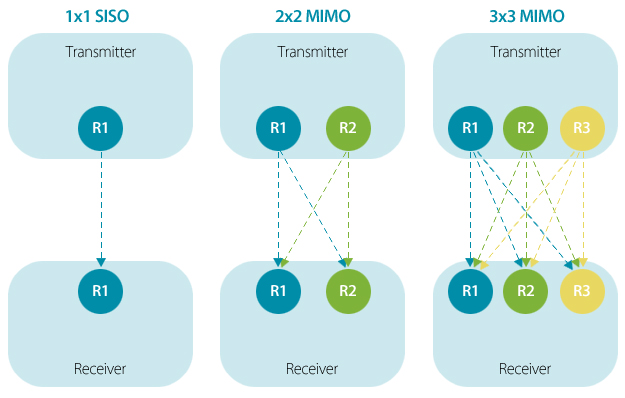 1x1 SISO
2x2 MIMO
3x3 MIMO
Transmitter
Transmitter
Transmitter
R1
R1
R2
R1
R2
R3
R1
R1
R2
R1
R2
R3
Receiver
Receiver
Receiver